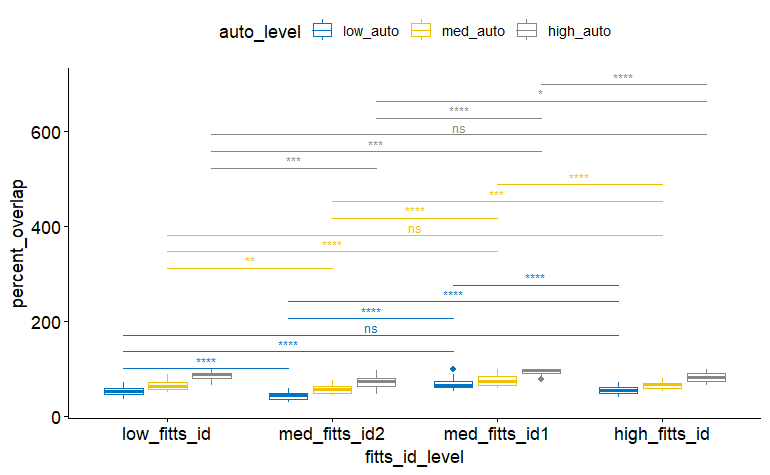 auto_level low_auto med_auto high_auto
****
*
****
ns
***
***
****
***
****
ns
****
**
****
****
****
ns
****
****
600
400
200
0
percent_overlap
low_fitts_id med_fitts_id2 med_fitts_id1 high_fitts_id
fitts_id_level